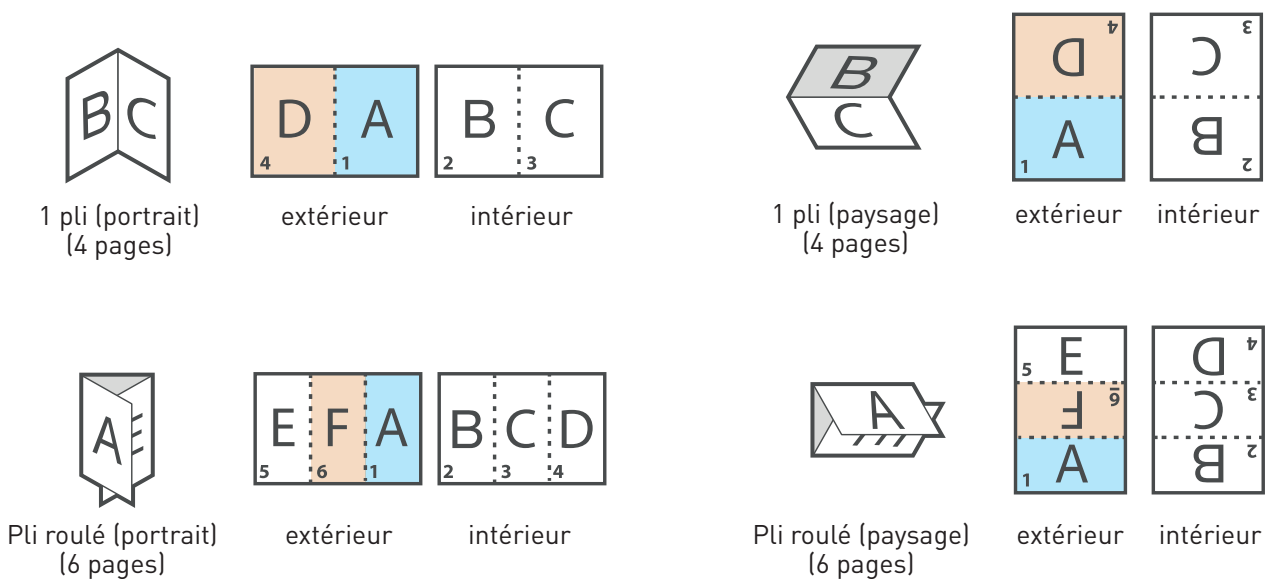 B C
D A
4 1
B C
2 3
1 pli (portrait)
(4 pages)
extérieur
intérieur
B
C
D 4
A
1
C 3
B
2
1 pli (paysage)
(4 pages)
extérieur
intérieur
A
E F A
5 6 1
B C D
2 3 4
Pli roulé (portrait)
(6 pages)
extérieur
intérieur
A
E
5
F 6
A
1
D 4
C 3
B 2
Pli roulé (paysage)
(6 pages)
extérieur
intérieur